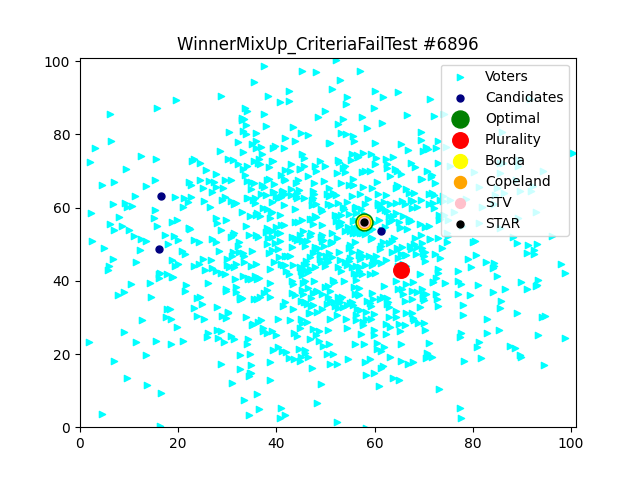 WinnerMixUp_CriteriaFailTest #6896
Voters
Candidates
Optimal
Plurality
Borda
Copeland
STV
STAR
100
80
60
40
20
0
0
20
40
60
80
100